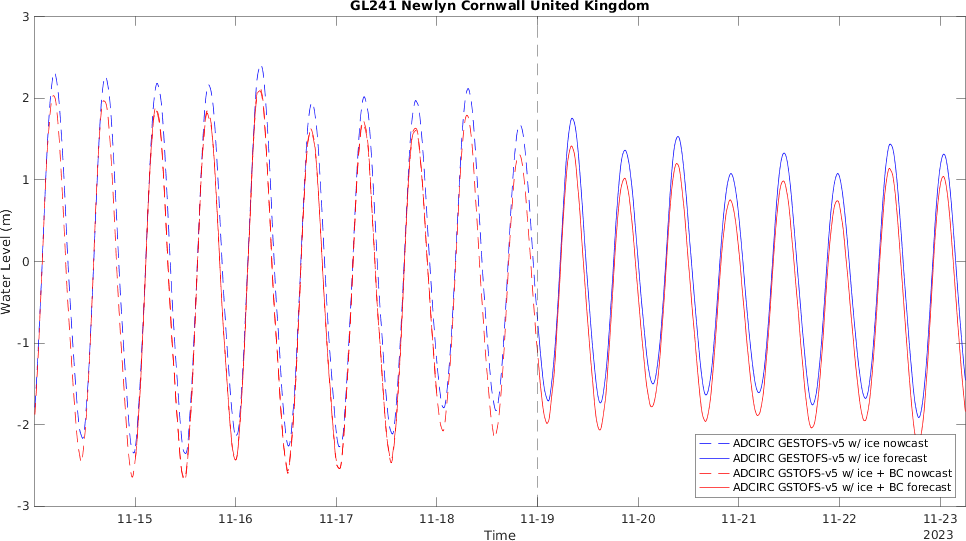 GL241 Newlyn Cornwall United Kingdom
3
2
1
0
-1
-2
-3
Water Level (m)
ADCIRC GESTOFS-v5 w/ ice nowcast
ADCIRC GESTOFS-v5 w/ ice forecast
ADCIRC GSTOFS-v5 w/ ice + BC nowcast
ADCIRC GSTOFS-v5 w/ ice + BC forecast
11-15 11-16 11-17 11-18 11-19 11-20 11-21 11-22 11-23
2023
Time